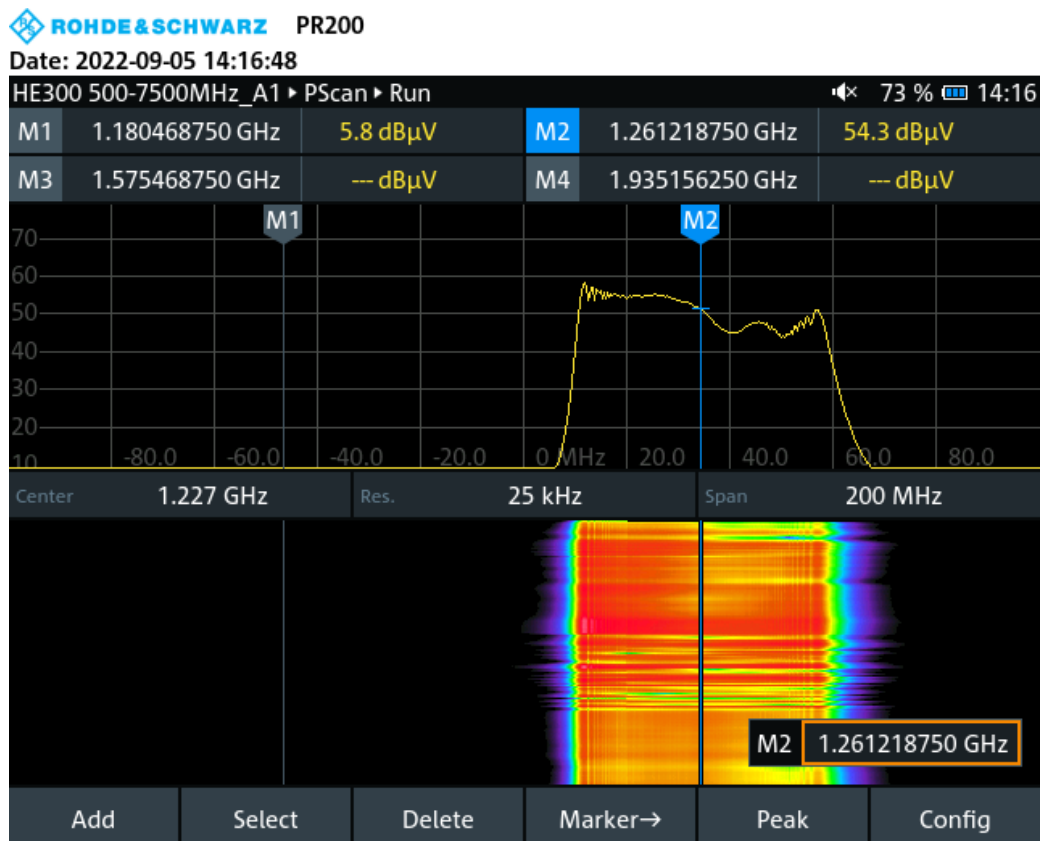 ROHDE&SCHWARZ PR200
Date: 2022-09-05 14:16:48
HE300 500-7500MHz_A1 ▸ PScan ▸ Run 73 % 14:16
M1 1.180468750 GHz 5.8 dBµV M2 1.261218750 GHz 54.3 dBµV
M3 1.575468750 GHz --- dBµV M4 1.935156250 GHz --- dBµV
M1 M2
70
60
50
40
30
20
10 -80.0 -60.0 -40.0 -20.0 0 MHz 20.0 40.0 60.0 80.0
Center 1.227 GHz Res. 25 kHz Span 200 MHz
M2 1.261218750 GHz
Add Select Delete Marker→ Peak Config